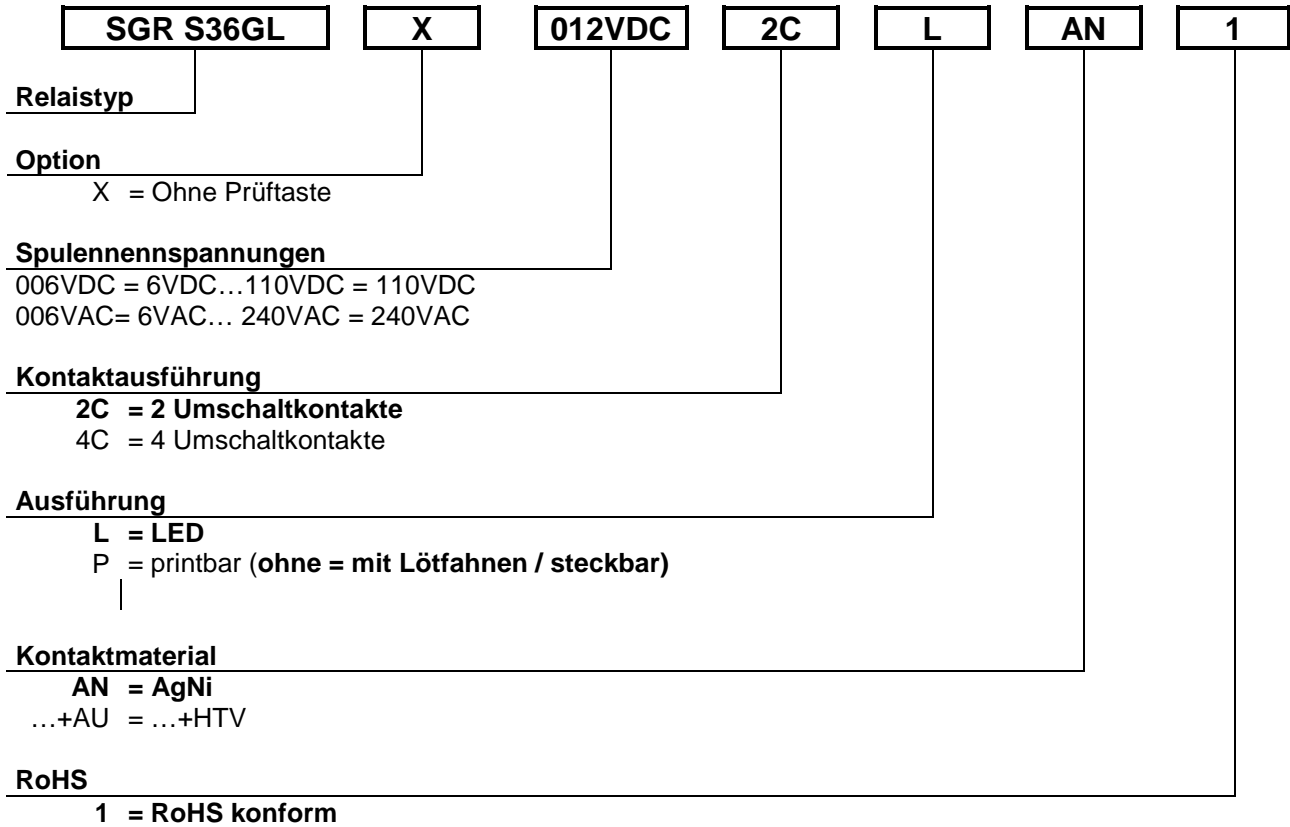 SGR S36GL X 012VDC 2C L AN 1
Relaistyp
Option
X = Ohne Prüftaste
Spulennennspannungen
006VDC = 6VDC…110VDC = 110VDC
006VAC= 6VAC… 240VAC = 240VAC
Kontaktausführung
2C = 2 Umschaltkontakte
4C = 4 Umschaltkontakte
Ausführung
L = LED
P = printbar (ohne = mit Lötfahnen / steckbar)
Kontaktmaterial
AN = AgNi
…+AU = …+HTV
RoHS
1 = RoHS konform